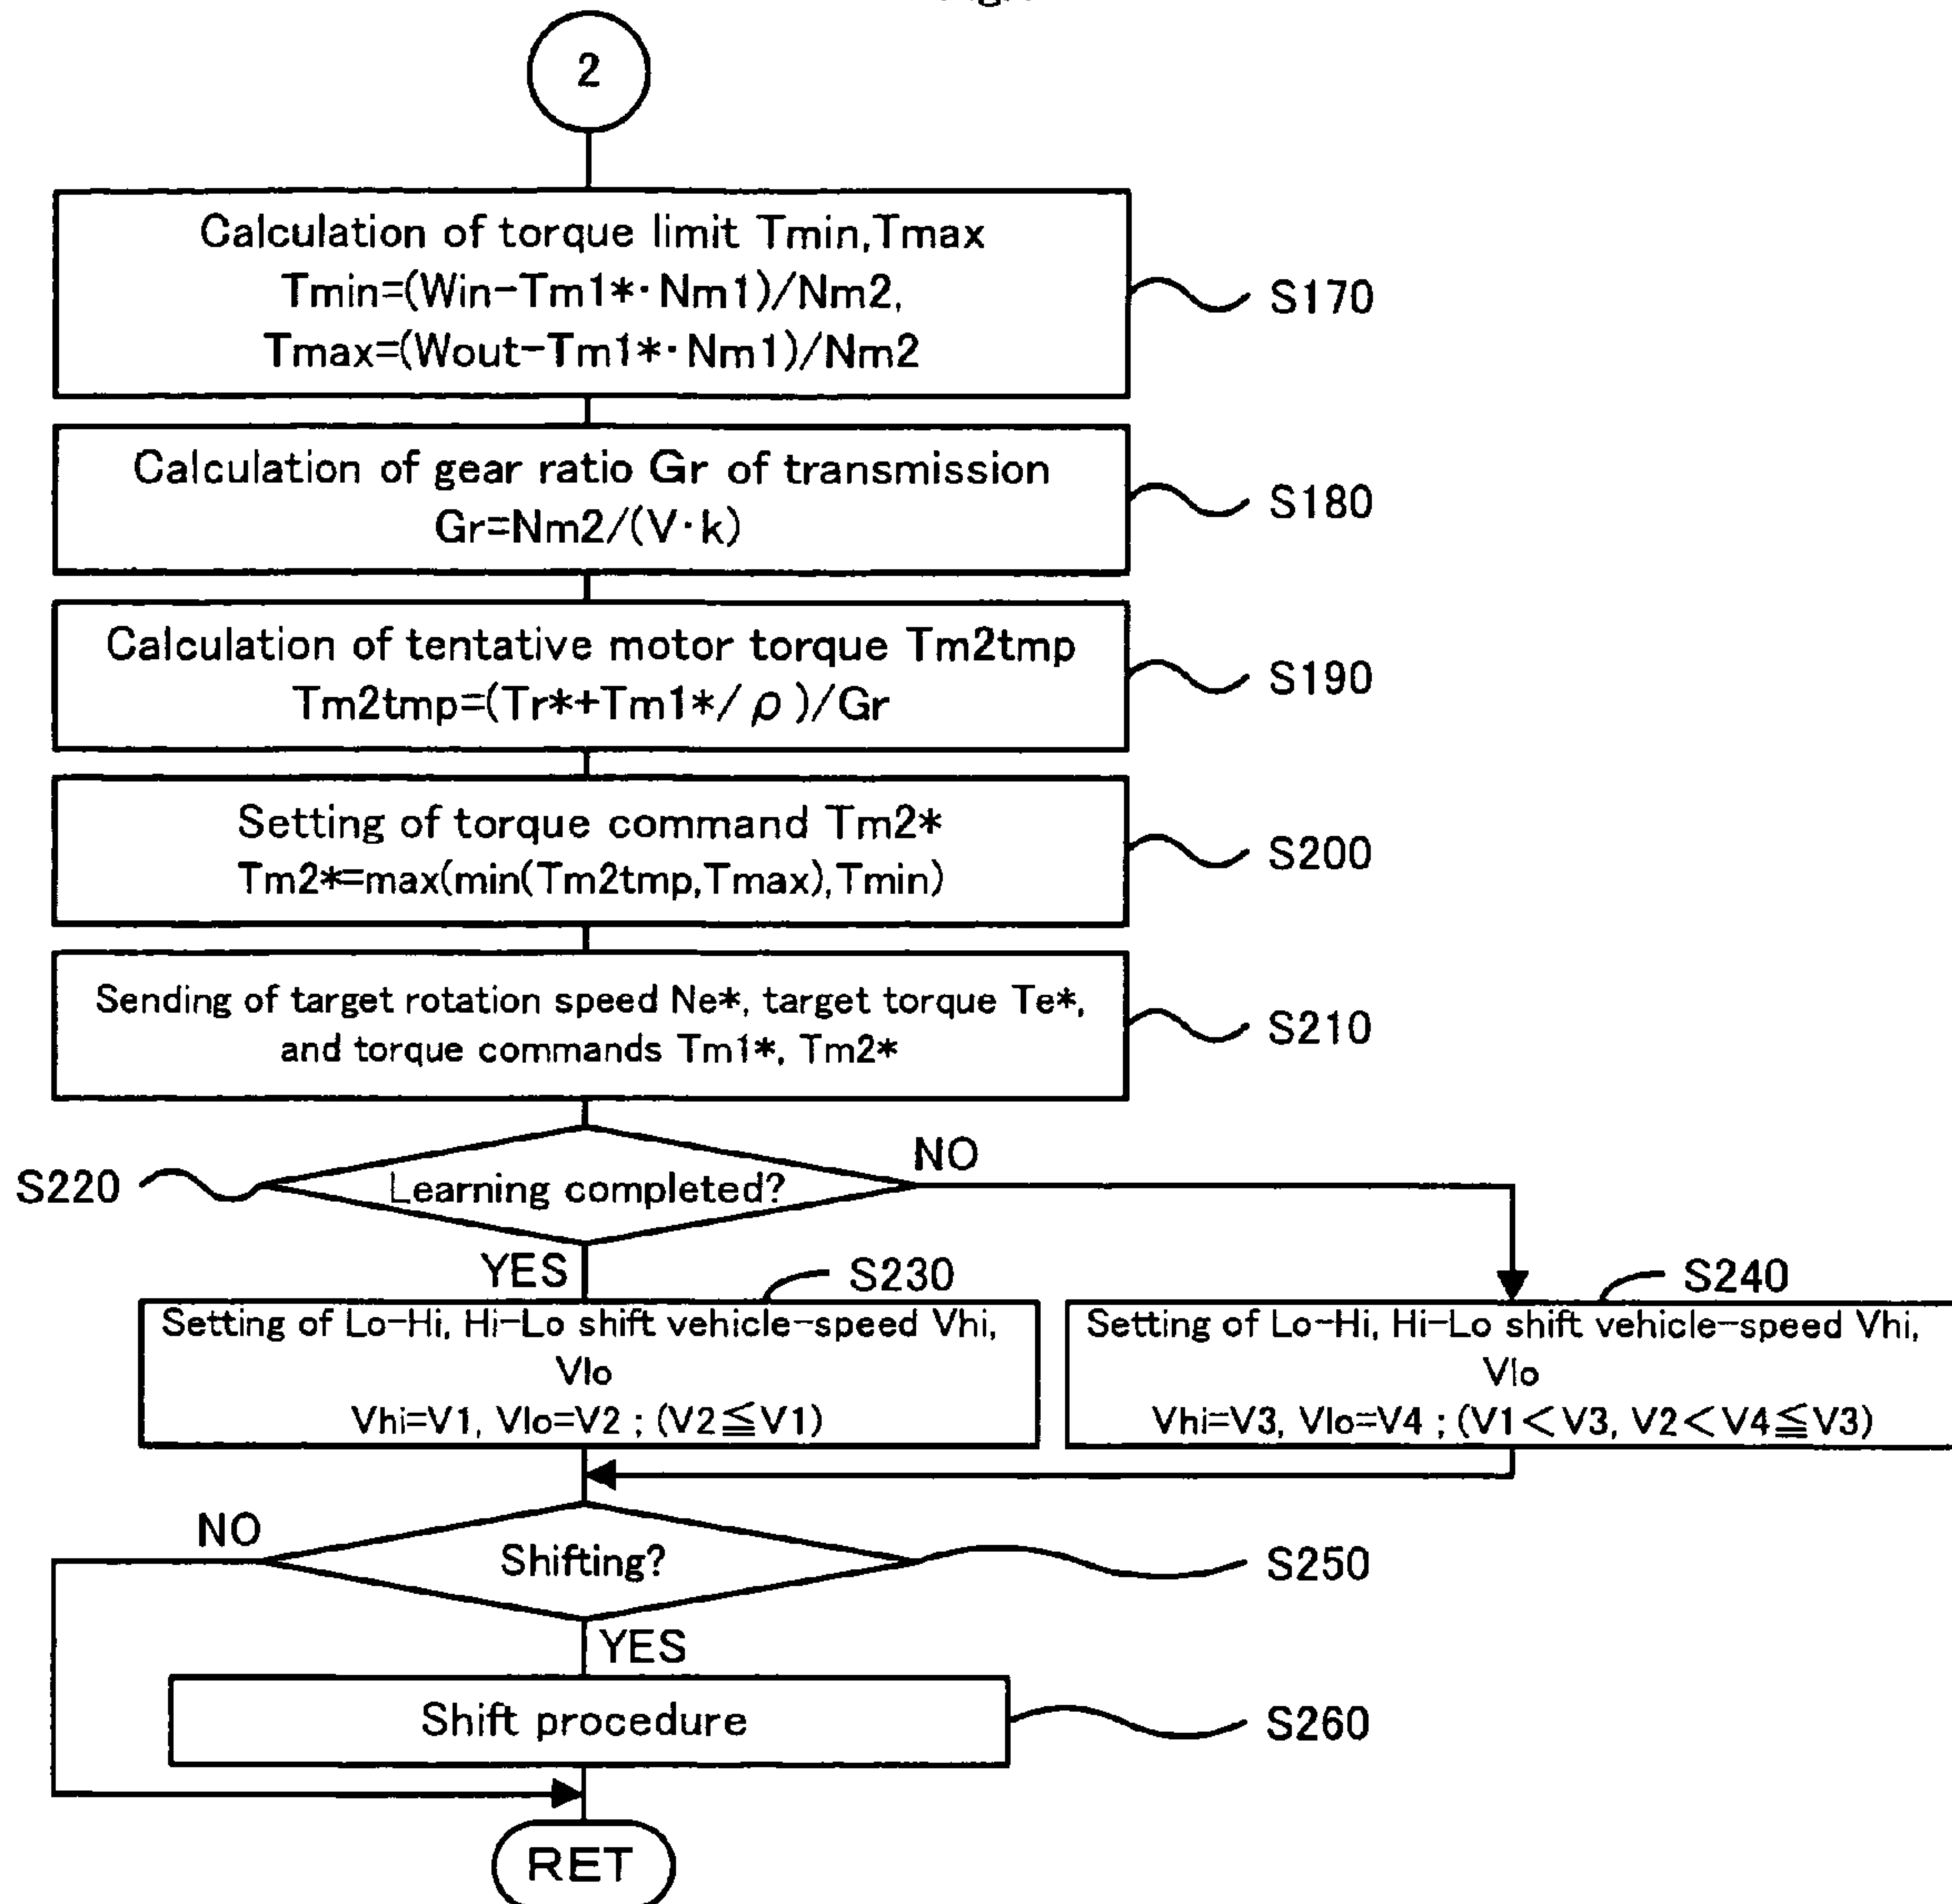 2
Calculation of torque limit Tmin,Tmax
Tmin=(Win-Tm1*·Nm1)/Nm2,
Tmax=(Wout-Tm1*·Nm1)/Nm2
S170
Calculation of gear ratio Gr of transmission
Gr=Nm2/(V·k)
S180
Calculation of tentative motor torque Tm2tmp
Tm2tmp=(Tr*+Tm1*/ρ)/Gr
S190
Setting of torque command Tm2*
Tm2*=max(min(Tm2tmp,Tmax),Tmin)
S200
Sending of target rotation speed Ne*, target torque Te*,
and torque commands Tm1*, Tm2*
S210
S220
Learning completed?
NO
YES
S230
Setting of Lo-Hi, Hi-Lo shift vehicle-speed Vhi,
Vlo
Vhi=V1, Vlo=V2 ; (V2≦V1)
S240
Setting of Lo-Hi, Hi-Lo shift vehicle-speed Vhi,
Vlo
Vhi=V3, Vlo=V4 ; (V1<V3, V2<V4≦V3)
NO
Shifting?
S250
YES
Shift procedure
S260
RET